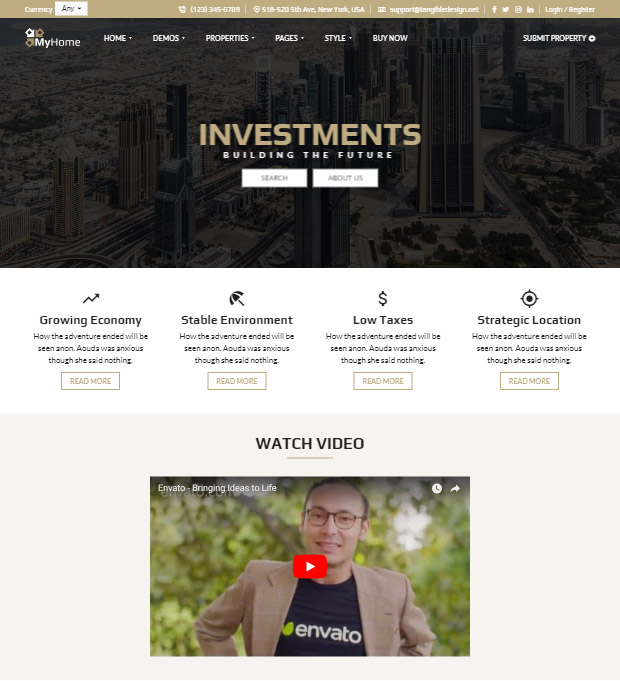 Currency Any (123) 345-6789 518-520 5th Ave, New York, USA support@tangibledesign.net Login / Register
MyHome HOME DEMOS PROPERTIES PAGES STYLE BUY NOW SUBMIT PROPERTY
INVESTMENTS
BUILDING THE FUTURE
SEARCH ABOUT US
Growing Economy
How the adventure ended will be
seen anon. Aouda was anxious
though she said nothing.
READ MORE
Stable Environment
How the adventure ended will be
seen anon. Aouda was anxious
though she said nothing.
READ MORE
Low Taxes
How the adventure ended will be
seen anon. Aouda was anxious
though she said nothing.
READ MORE
Strategic Location
How the adventure ended will be
seen anon. Aouda was anxious
though she said nothing.
READ MORE
WATCH VIDEO
Envato - Bringing Ideas to Life
envato.com
envato